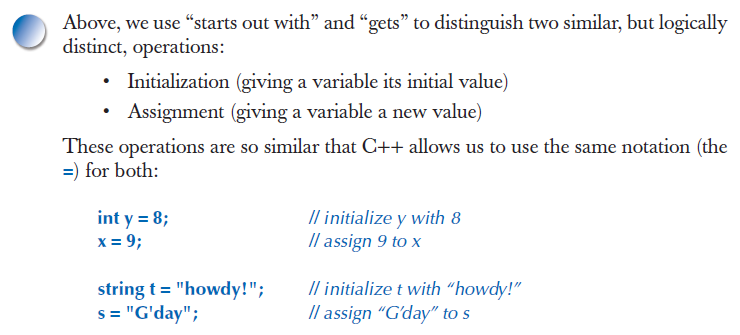 Above, we use “starts out with” and “gets” to distinguish two similar, but logically
distinct, operations:
• Initialization (giving a variable its initial value)
• Assignment (giving a variable a new value)
These operations are so similar that C++ allows us to use the same notation (the
=) for both:
int y = 8; // initialize y with 8
x = 9; // assign 9 to x
string t = "howdy!"; // initialize t with “howdy!”
s = "G'day"; // assign “G’day” to s